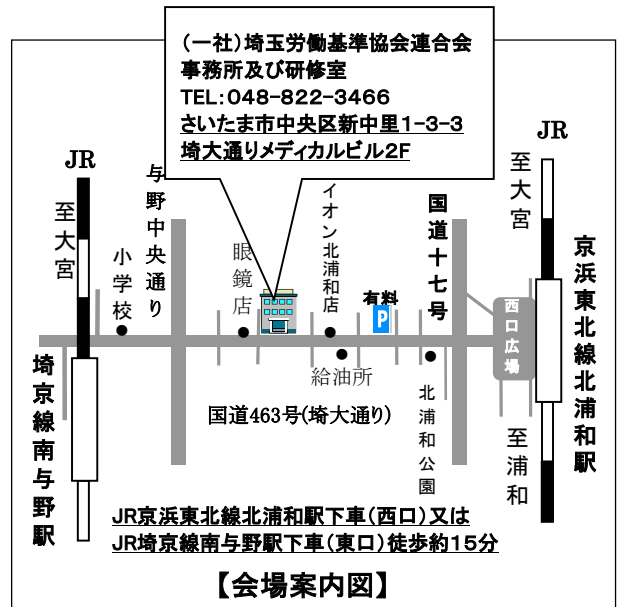 （一社）埼玉労働基準協会連合会
事務所及び研修室
TEL：048-822-3466
さいたま市中央区新中里1-3-3
埼大通りメディカルビル2F
JR
至大宮
小学校
与野中央通り
眼鏡店
イオン北浦和店
有料
P
国道十七号
JR
至大宮
西口広場
京浜東北線北浦和駅
埼京線南与野駅
給油所
国道463号(埼大通り)
北浦和公園
至浦和
JR京浜東北線北浦和駅下車（西口）又は
JR埼京線南与野駅下車（東口）徒歩約15分
【会場案内図】